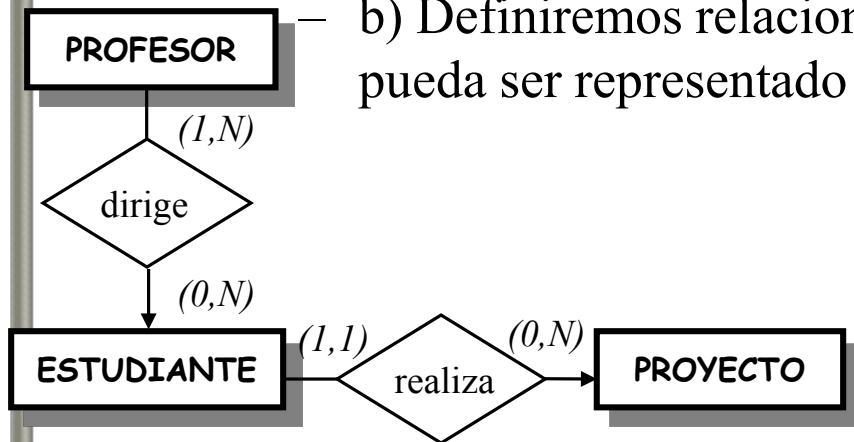 – b) Definiremos relacion
pueda ser representado
PROFESOR
(1,N)
dirige
(0,N)
ESTUDIANTE
(1,1)
realiza
(0,N)
PROYECTO